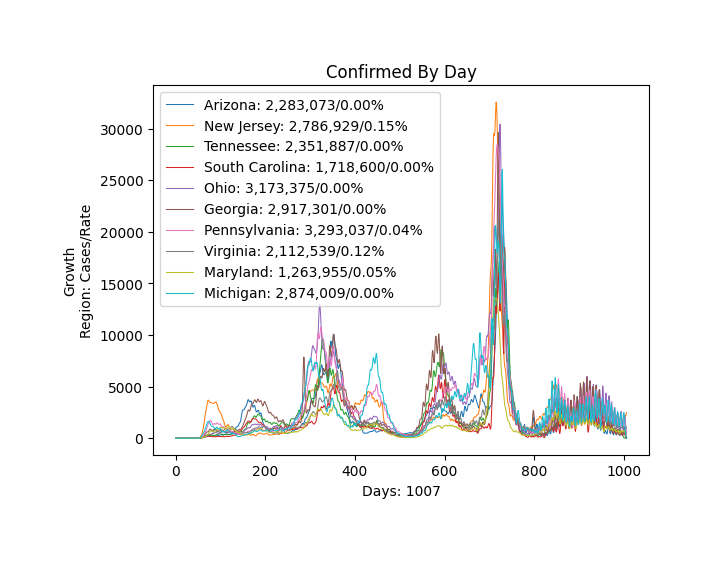 Confirmed By Day
Growth
Region: Cases/Rate
30000
25000
20000
15000
10000
5000
0
Arizona: 2,283,073/0.00%
New Jersey: 2,786,929/0.15%
Tennessee: 2,351,887/0.00%
South Carolina: 1,718,600/0.00%
Ohio: 3,173,375/0.00%
Georgia: 2,917,301/0.00%
Pennsylvania: 3,293,037/0.04%
Virginia: 2,112,539/0.12%
Maryland: 1,263,955/0.05%
Michigan: 2,874,009/0.00%
0 200 400 600 800 1000
Days: 1007